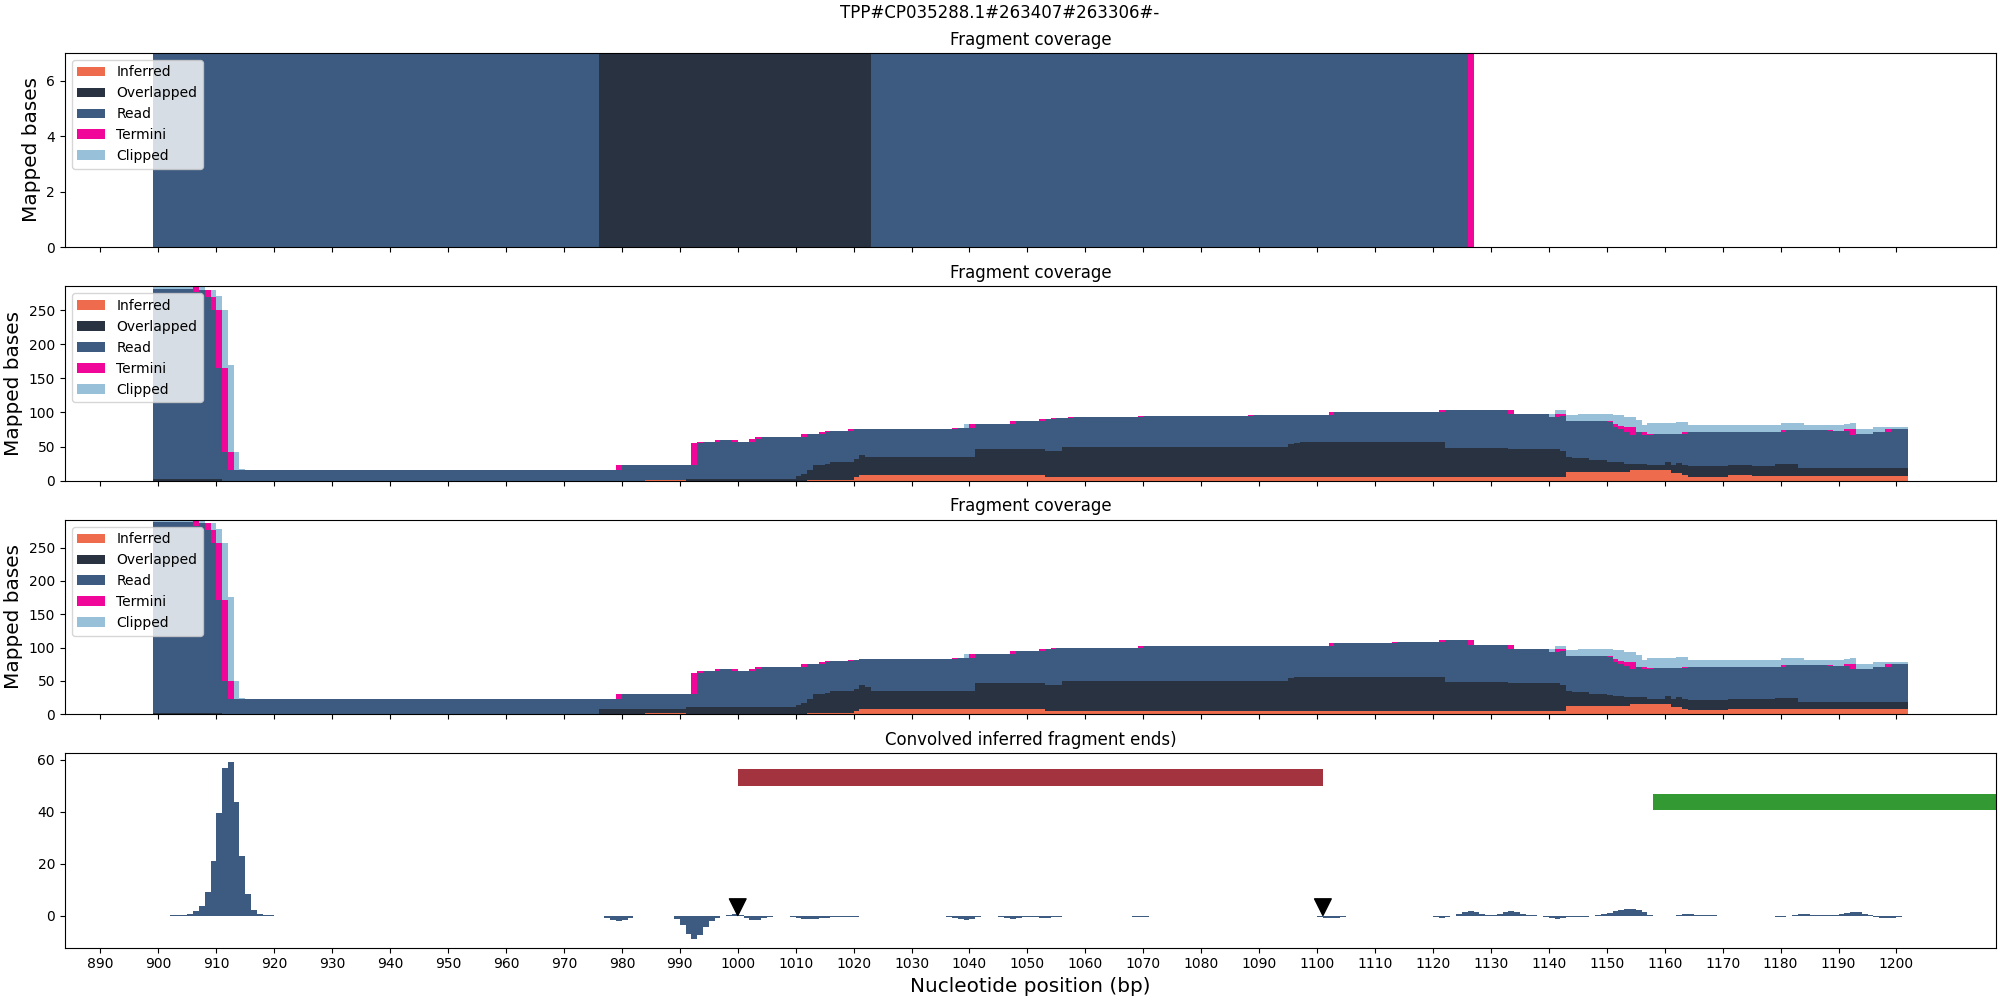 TPP#CP035288.1#263407#263306#-
Fragment coverage
Mapped bases
6
4
2
0
Inferred
Overlapped
Read
Termini
Clipped
Fragment coverage
Mapped bases
250
200
150
100
50
0
Inferred
Overlapped
Read
Termini
Clipped
Fragment coverage
Mapped bases
250
200
150
100
50
0
Inferred
Overlapped
Read
Termini
Clipped
Convolved inferred fragment ends)
60
40
20
0
890 900 910 920 930 940 950 960 970 980 990 1000 1010 1020 1030 1040 1050 1060 1070 1080 1090 1100 1110 1120 1130 1140 1150 1160 1170 1180 1190 1200
Nucleotide position (bp)